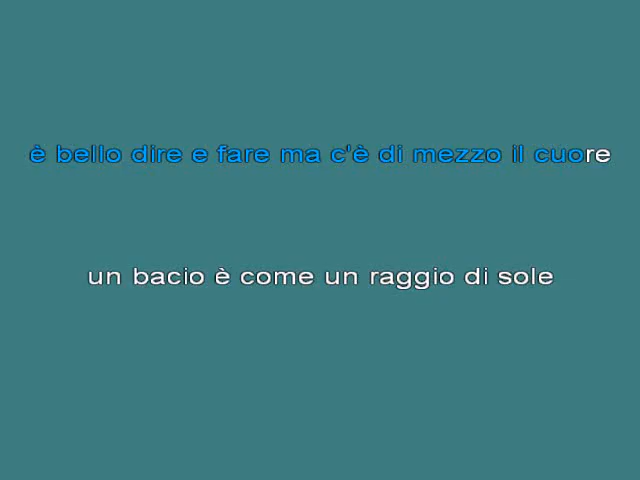 è bello dire e fare ma c'è di mezzo il cuore
un bacio è come un raggio di sole